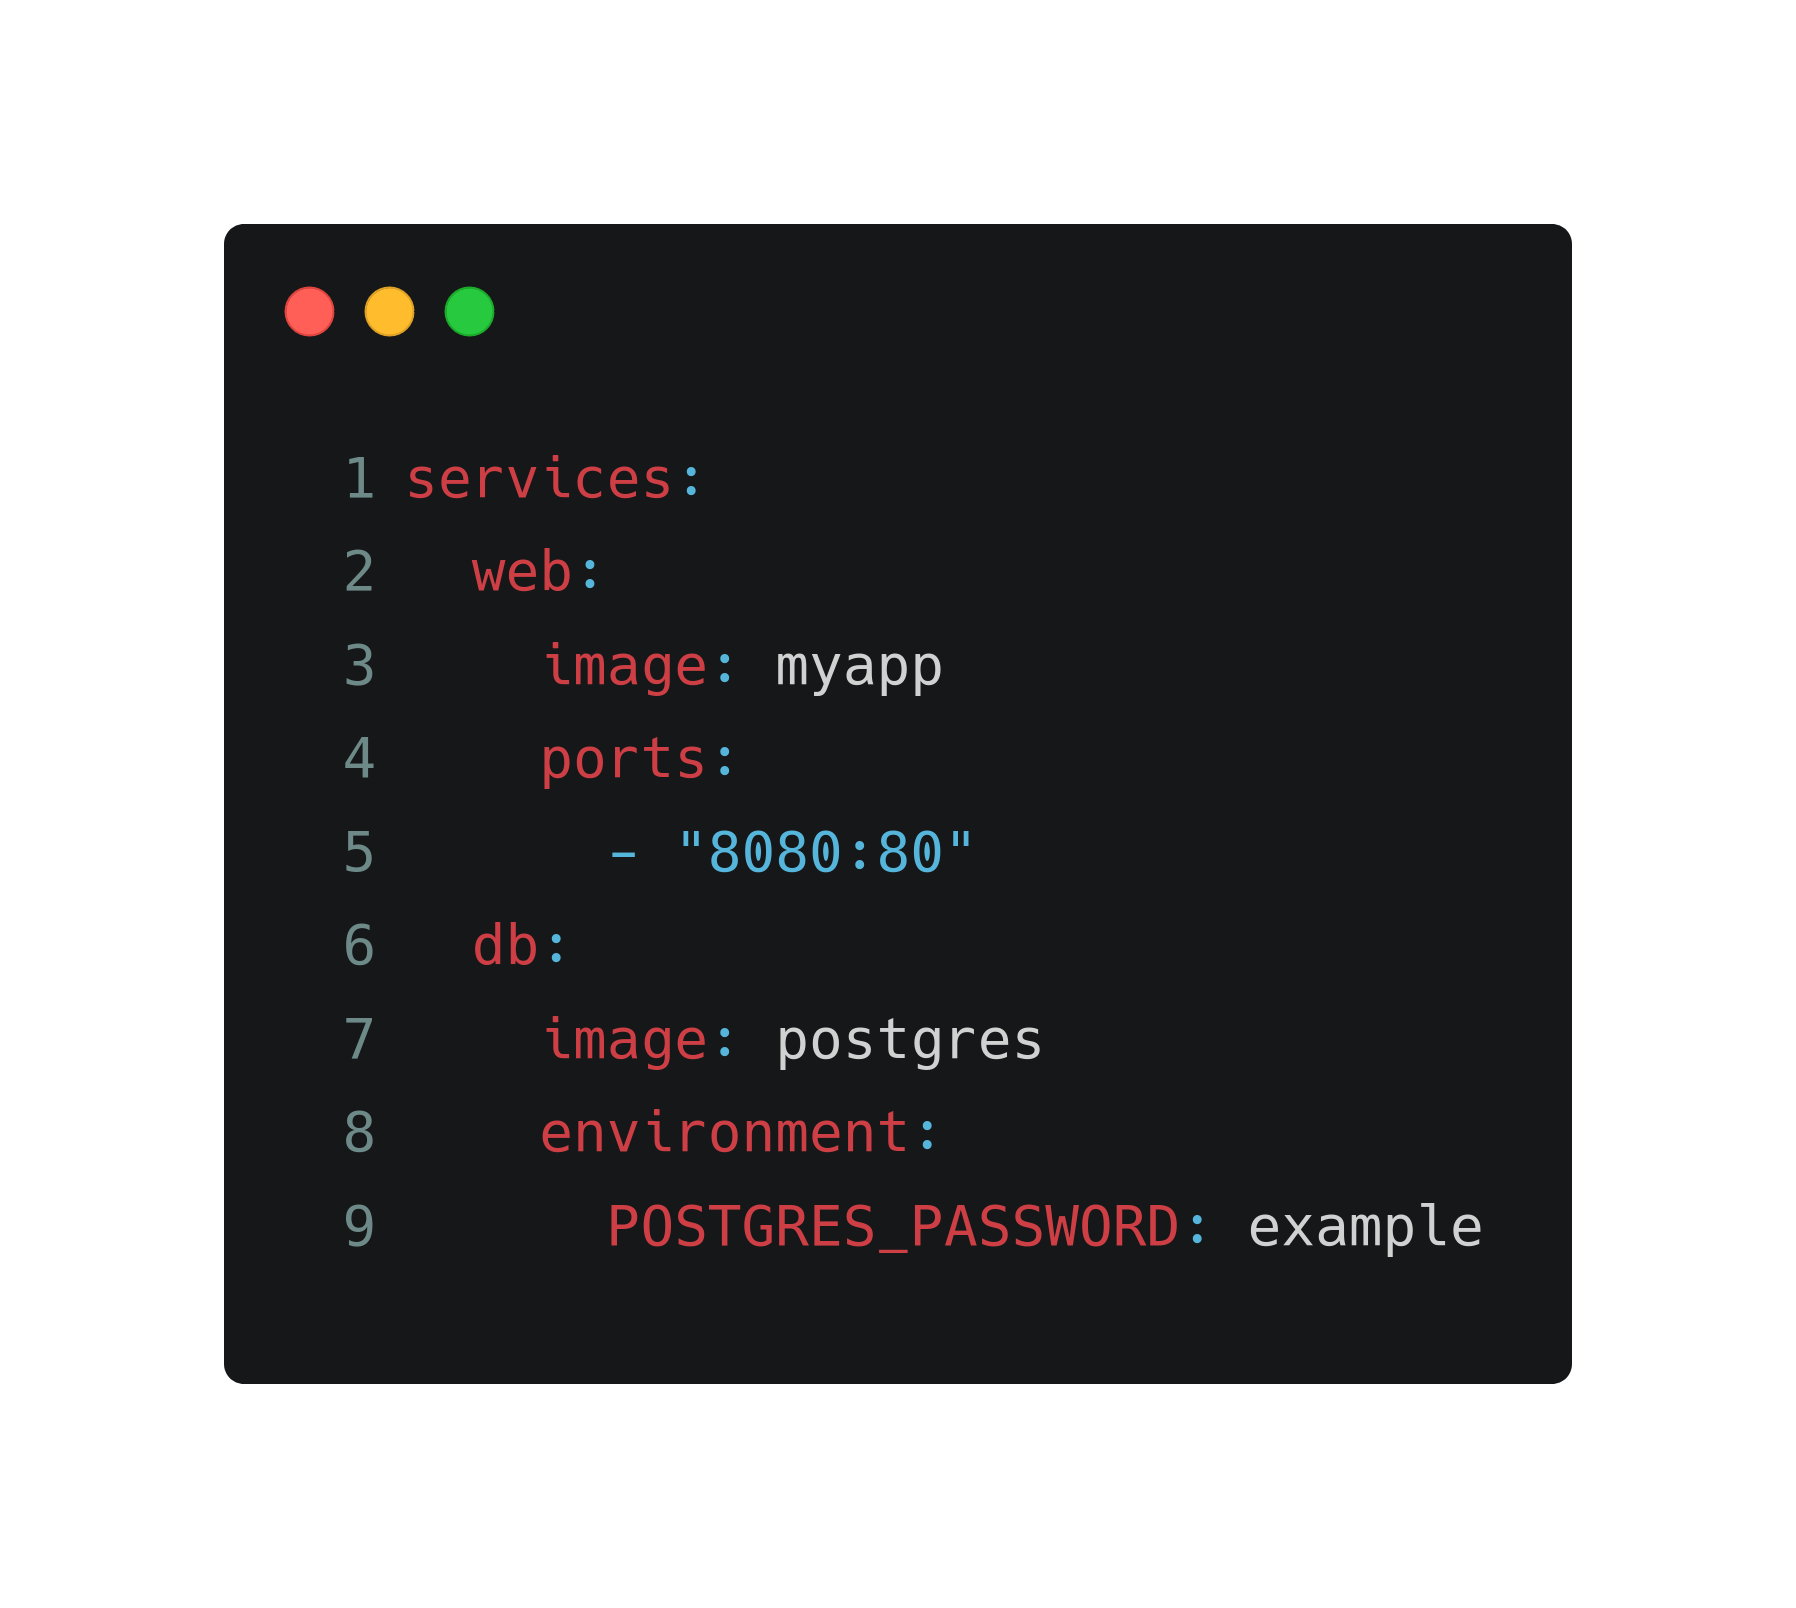 1 services:
2   web:
3     image: myapp
4     ports:
5       - "8080:80"
6   db:
7     image: postgres
8     environment:
9       POSTGRES_PASSWORD: example